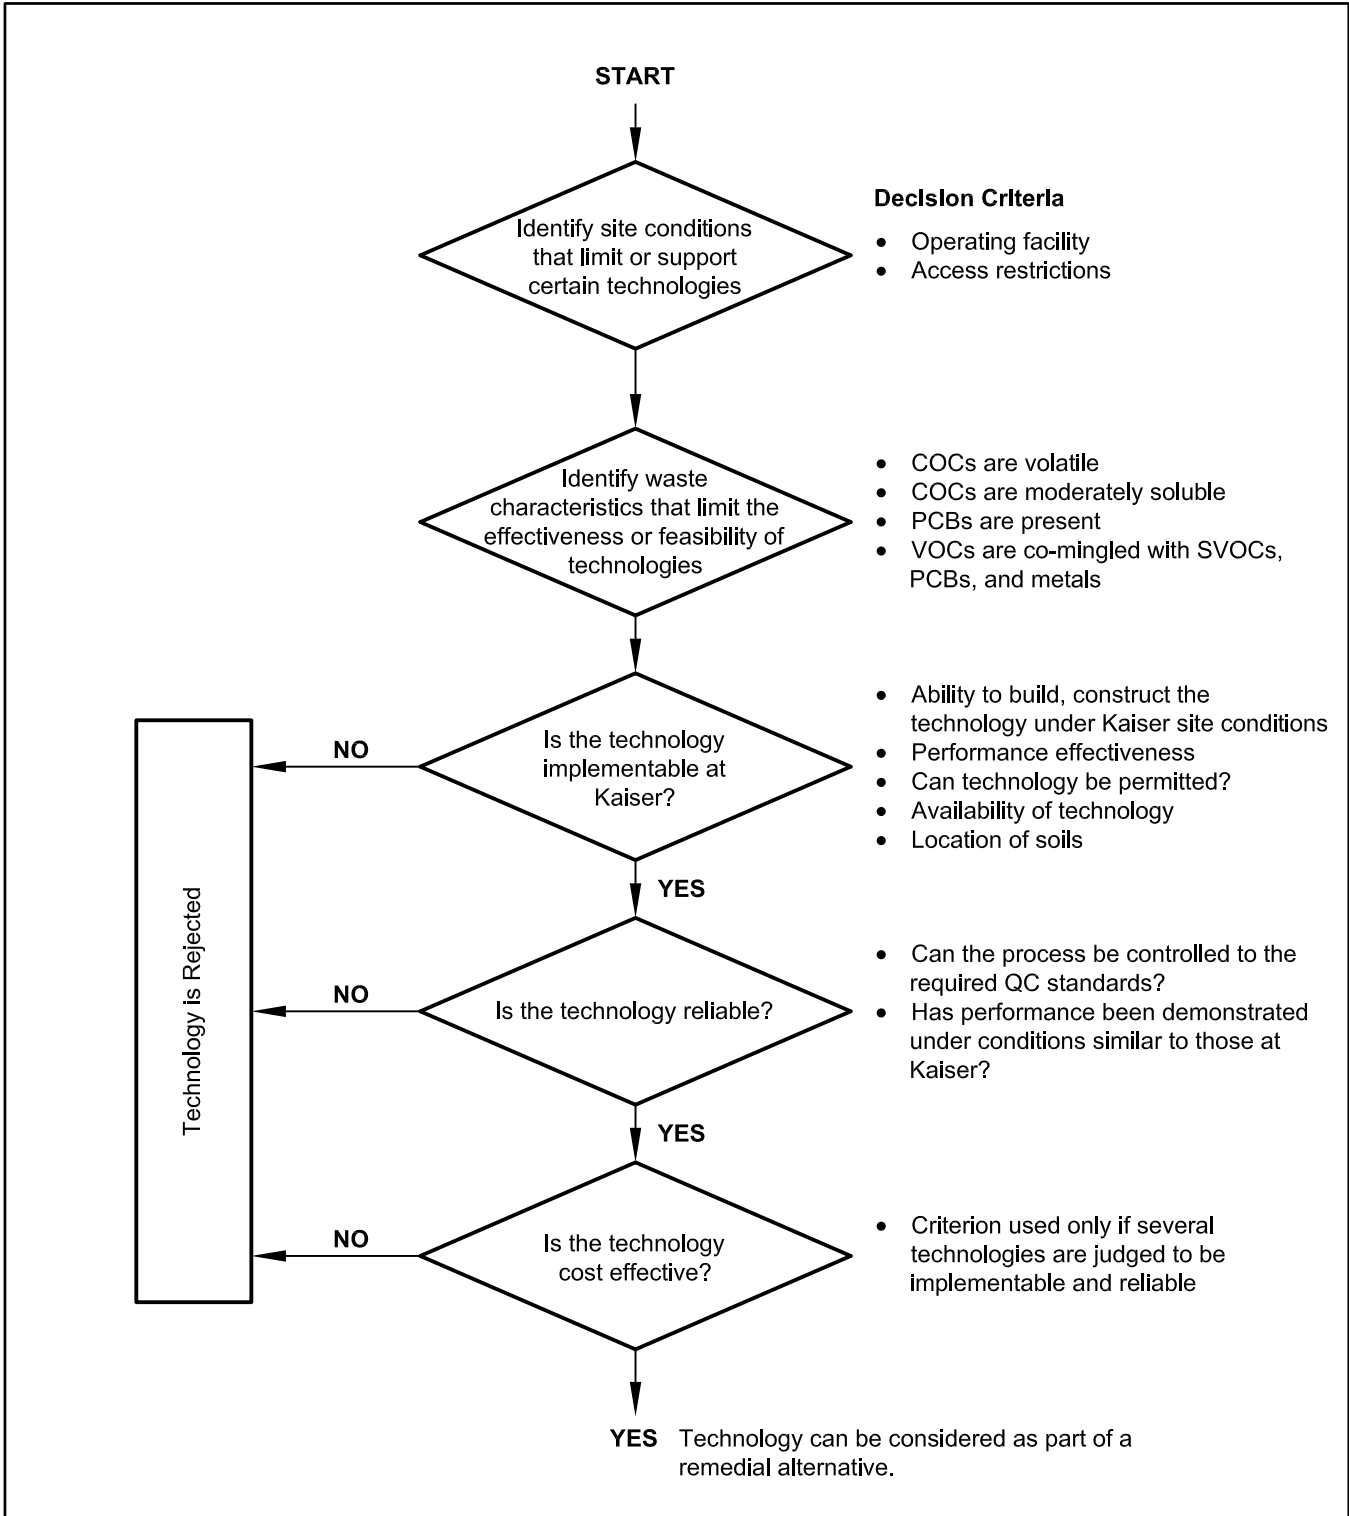 START
Identify site conditions
that limit or support
certain technologies
Decision Criteria
• Operating facility
• Access restrictions
Identify waste
characteristics that limit the
effectiveness or feasibility of
technologies
• COCs are volatile
• COCs are moderately soluble
• PCBs are present
• VOCs are co-mingled with SVOCs,
PCBs, and metals
Is the technology
implementable at
Kaiser?
NO
• Ability to build, construct the
technology under Kaiser site conditions
• Performance effectiveness
• Can technology be permitted?
• Availability of technology
• Location of soils
YES
Technology is Rejected
Is the technology reliable?
NO
• Can the process be controlled to the
required QC standards?
• Has performance been demonstrated
under conditions similar to those at
Kaiser?
YES
Is the technology
cost effective?
NO
• Criterion used only if several
technologies are judged to be
implementable and reliable
YES Technology can be considered as part of a
remedial alternative.